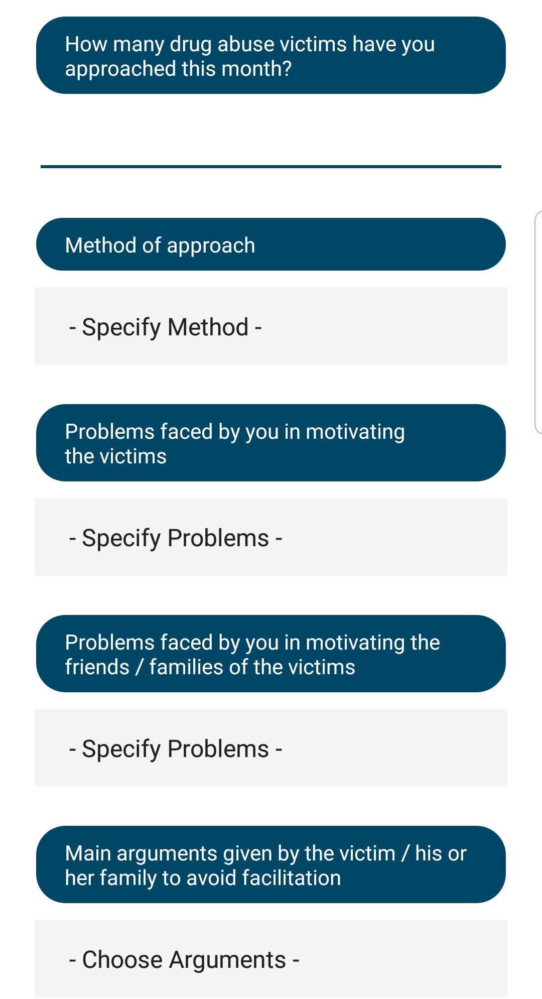 How many drug abuse victims have you
approached this month?
Method of approach
- Specify Method -
Problems faced by you in motivating
the victims
- Specify Problems -
Problems faced by you in motivating the
friends / families of the victims
- Specify Problems -
Main arguments given by the victim / his or
her family to avoid facilitation
- Choose Arguments -